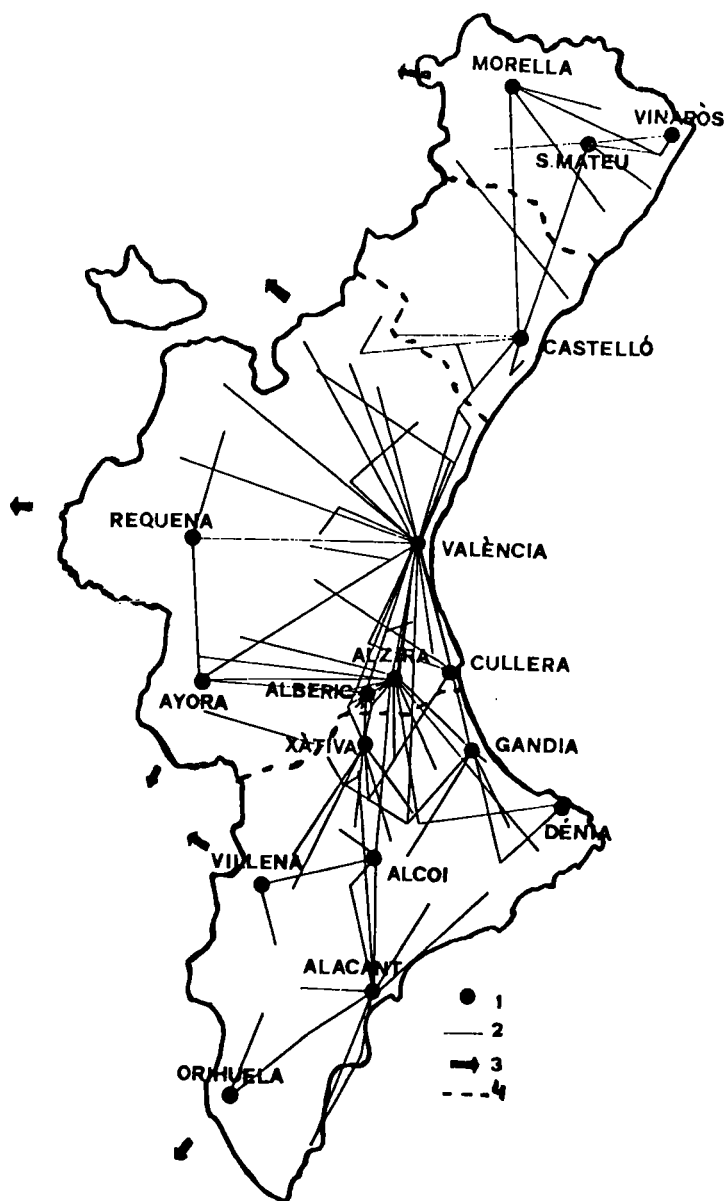 MORELLA
VINARÒS
S.MATEU
CASTELLÓ
REQUENA
VALÈNCIA
ALZIRA
CULLERA
AYORA
ALBERIC
XÀTIVA
GANDIA
DÉNIA
VILLENA
ALCOI
ALACANT
1
2
ORIHUELA
3
4